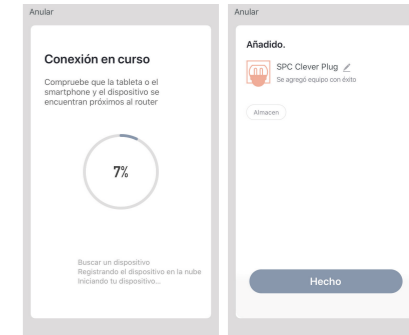 Anular
Conexión en curso
Compruebe que la tableta o el
smartphone y el dispositivo se
encuentran próximos al router
7%
Buscar un dispositivo
Registrando el dispositivo en la nube
Iniciando tu dispositivo...
Anular
Añadido.
SPC Clever Plug
Se agregó equipo con éxito
Almacen
Hecho